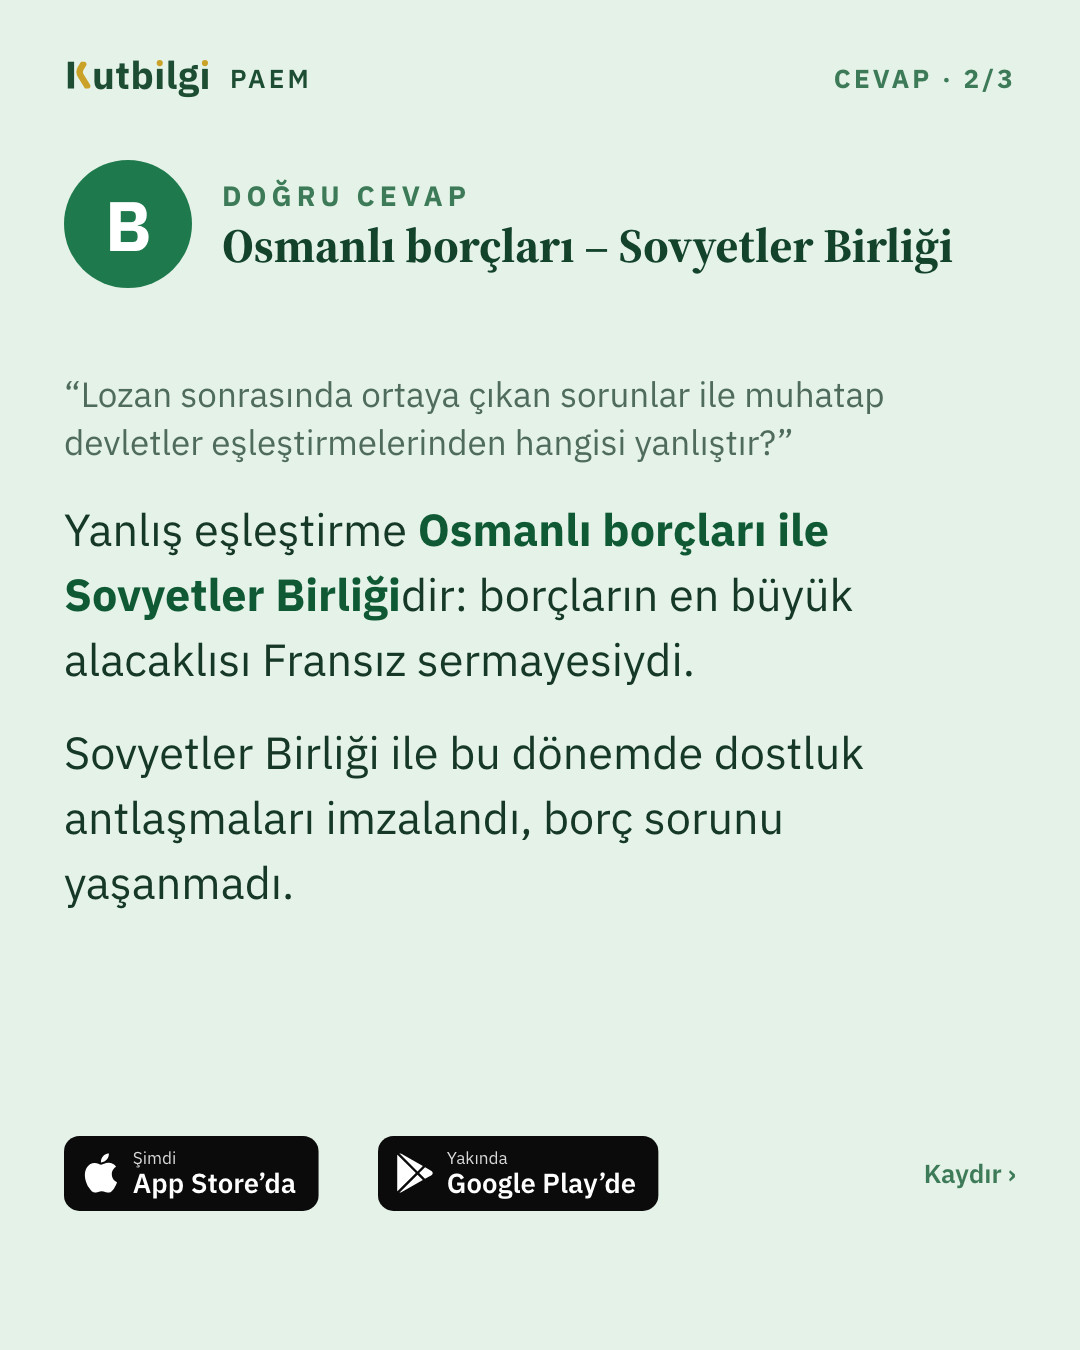 Kutbilgi PAEM
CEVAP · 2/3
B
DOĞRU CEVAP
Osmanlı borçları – Sovyetler Birliği
“Lozan sonrasında ortaya çıkan sorunlar ile muhatap
devletler eşleştirmelerinden hangisi yanlıştır?”
Yanlış eşleştirme Osmanlı borçları ile
Sovyetler Birliğidir: borçların en büyük
alacaklısı Fransız sermayesiydi.
Sovyetler Birliği ile bu dönemde dostluk
antlaşmaları imzalandı, borç sorunu
yaşanmadı.
Şimdi
App Store’da
Yakında
Google Play’de
Kaydır ›